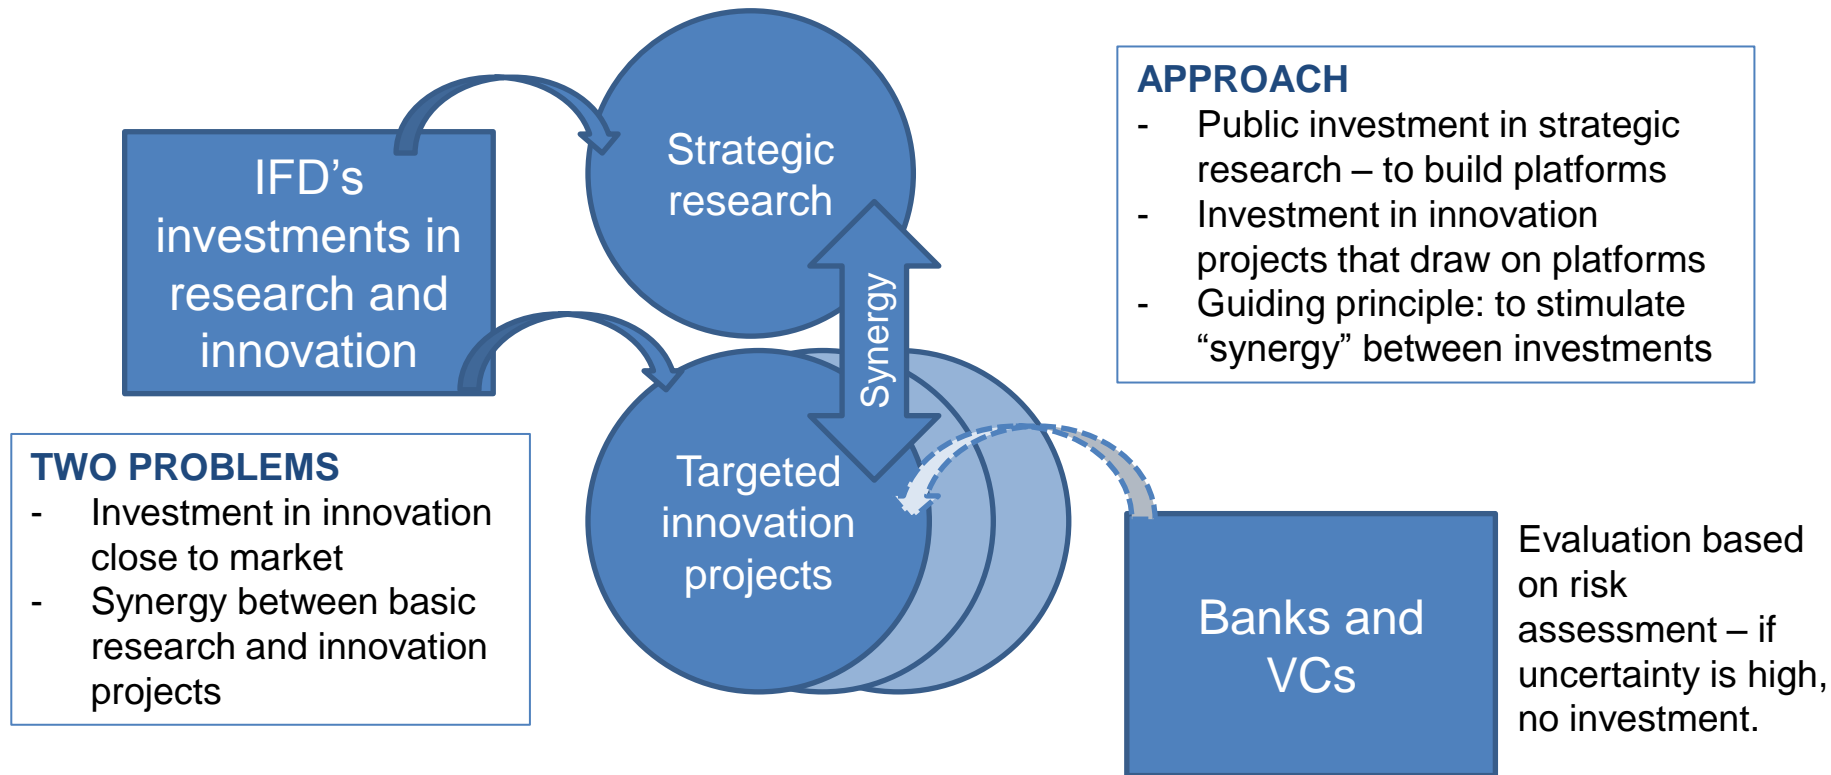 IFD’s
investments in
research and
innovation
Strategic
research
Synergy
Targeted
innovation
projects
APPROACH
- Public investment in strategic
research – to build platforms
- Investment in innovation
projects that draw on platforms
- Guiding principle: to stimulate
“synergy” between investments
TWO PROBLEMS
- Investment in innovation
close to market
- Synergy between basic
research and innovation
projects
Banks and
VCs
Evaluation based
on risk
assessment – if
uncertainty is high,
no investment.